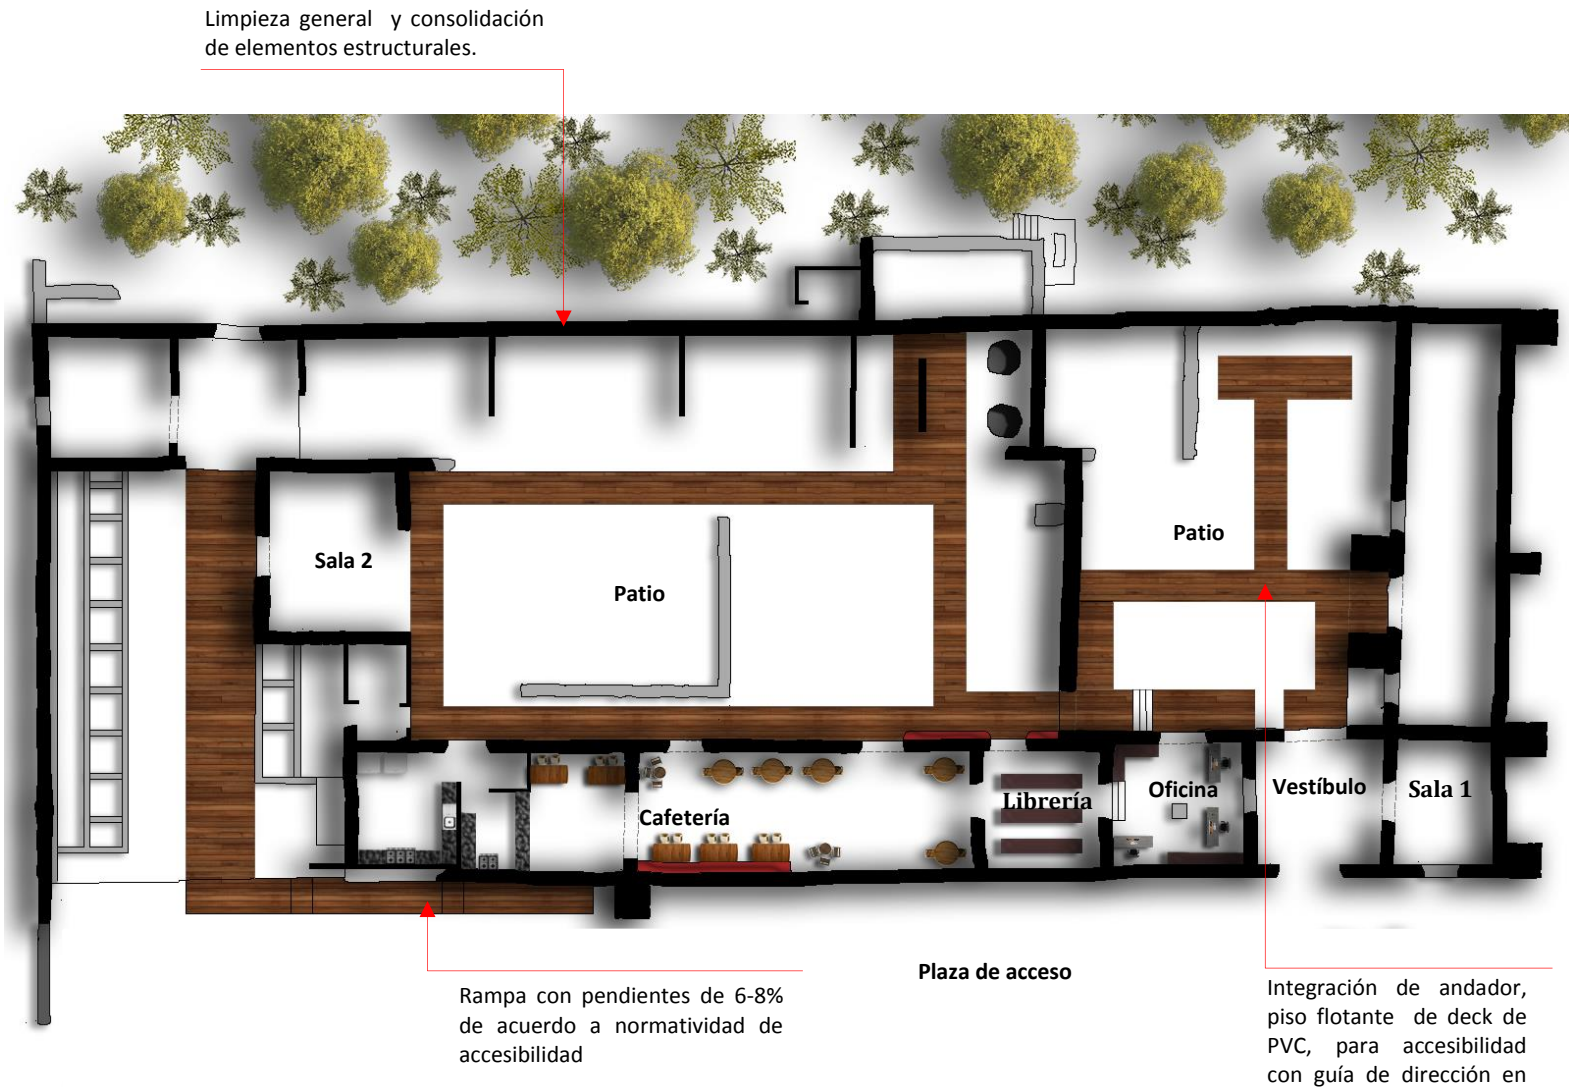 Limpieza general y consolidación
de elementos estructurales.
Sala 2
Patio
Patio
Cafetería
Librería
Oficina
Vestíbulo
Sala 1
Plaza de acceso
Rampa con pendientes de 6-8%
de acuerdo a normatividad de
accesibilidad
Integración de andador,
piso flotante de deck de
PVC, para accesibilidad
con guía de dirección en